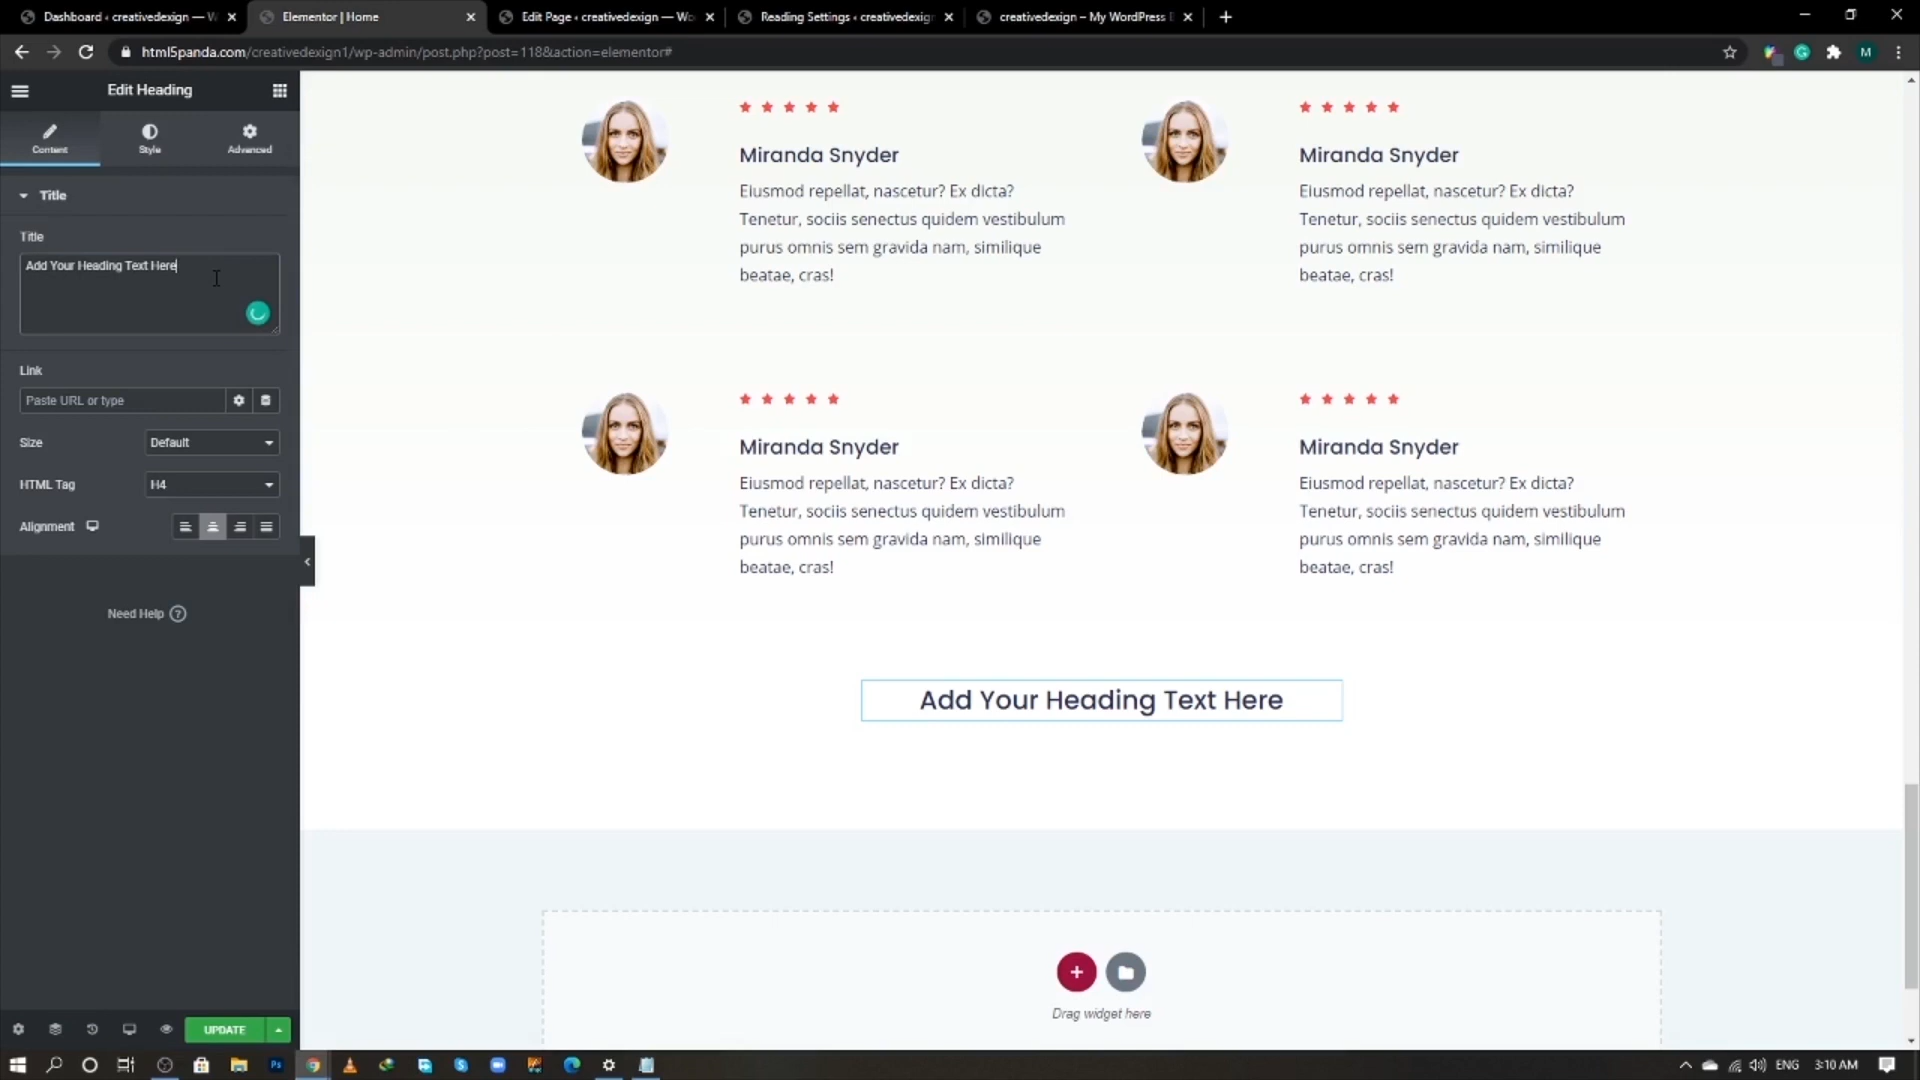 Dashboard ‹ creativedexign — W
Elementor | Home
Edit Page ‹ creativedexign — Wo
Reading Settings ‹ creativedexign
creativedexign – My WordPress B
html5panda.com/creativedexign1/wp-admin/post.php?post=118&action=elementor#
M
Edit Heading
Content
Style
Advanced
Title
Title
Add Your Heading Text Here
Link
Paste URL or type
Size
Default
HTML Tag
H4
Alignment
Need Help ?
UPDATE
Miranda Snyder
Eiusmod repellat, nascetur? Ex dicta?
Tenetur, sociis senectus quidem vestibulum
purus omnis sem gravida nam, similique
beatae, cras!
Miranda Snyder
Eiusmod repellat, nascetur? Ex dicta?
Tenetur, sociis senectus quidem vestibulum
purus omnis sem gravida nam, similique
beatae, cras!
Miranda Snyder
Eiusmod repellat, nascetur? Ex dicta?
Tenetur, sociis senectus quidem vestibulum
purus omnis sem gravida nam, similique
beatae, cras!
Miranda Snyder
Eiusmod repellat, nascetur? Ex dicta?
Tenetur, sociis senectus quidem vestibulum
purus omnis sem gravida nam, similique
beatae, cras!
Add Your Heading Text Here
Drag widget here
Ps
ENG
3:10 AM